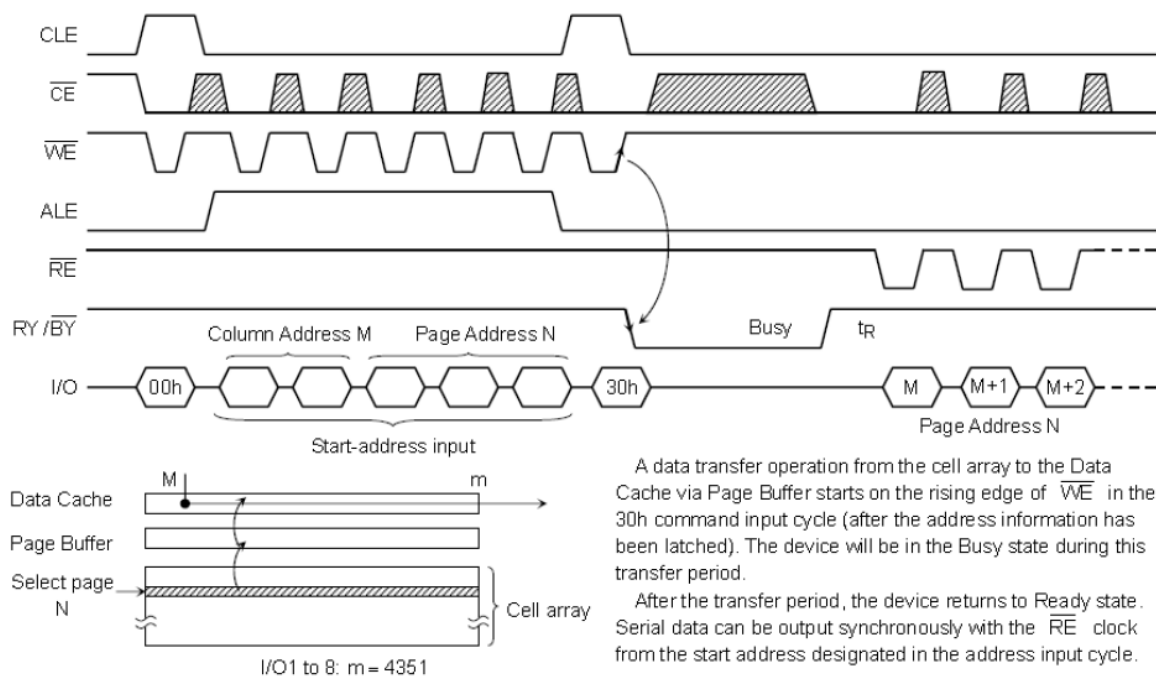 CLE
CE
WE
ALE
RE
RY /BY
Busy tR
Column Address M Page Address N
I/O 00h 30h M M+1 M+2
Start-address input
Page Address N
M m
Data Cache
Page Buffer
Select page
N
Cell array
I/O1 to 8: m = 4351
A data transfer operation from the cell array to the Data
Cache via Page Buffer starts on the rising edge of WE in the
30h command input cycle (after the address information has
been latched). The device will be in the Busy state during this
transfer period.
After the transfer period, the device returns to Ready state.
Serial data can be output synchronously with the RE clock
from the start address designated in the address input cycle.